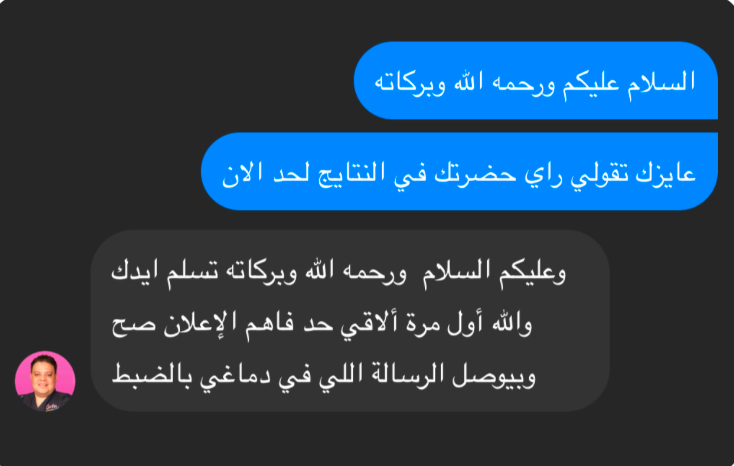 السلام عليكم ورحمه الله وبركاته
عايزك تقولي راي حضرتك في النتايج لحد الان
وعليكم السلام ورحمه الله وبركاته تسلم ايدك
والله أول مرة ألاقي حد فاهم الإعلان صح
وبيوصل الرسالة اللي في دماغي بالضبط